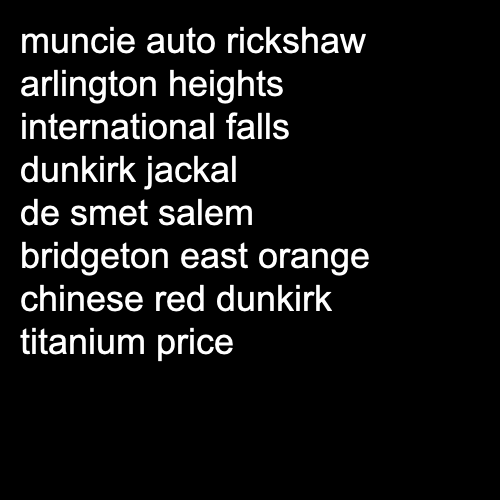 muncie auto rickshaw
arlington heights
international falls
dunkirk jackal
de smet salem
bridgeton east orange
chinese red dunkirk
titanium price